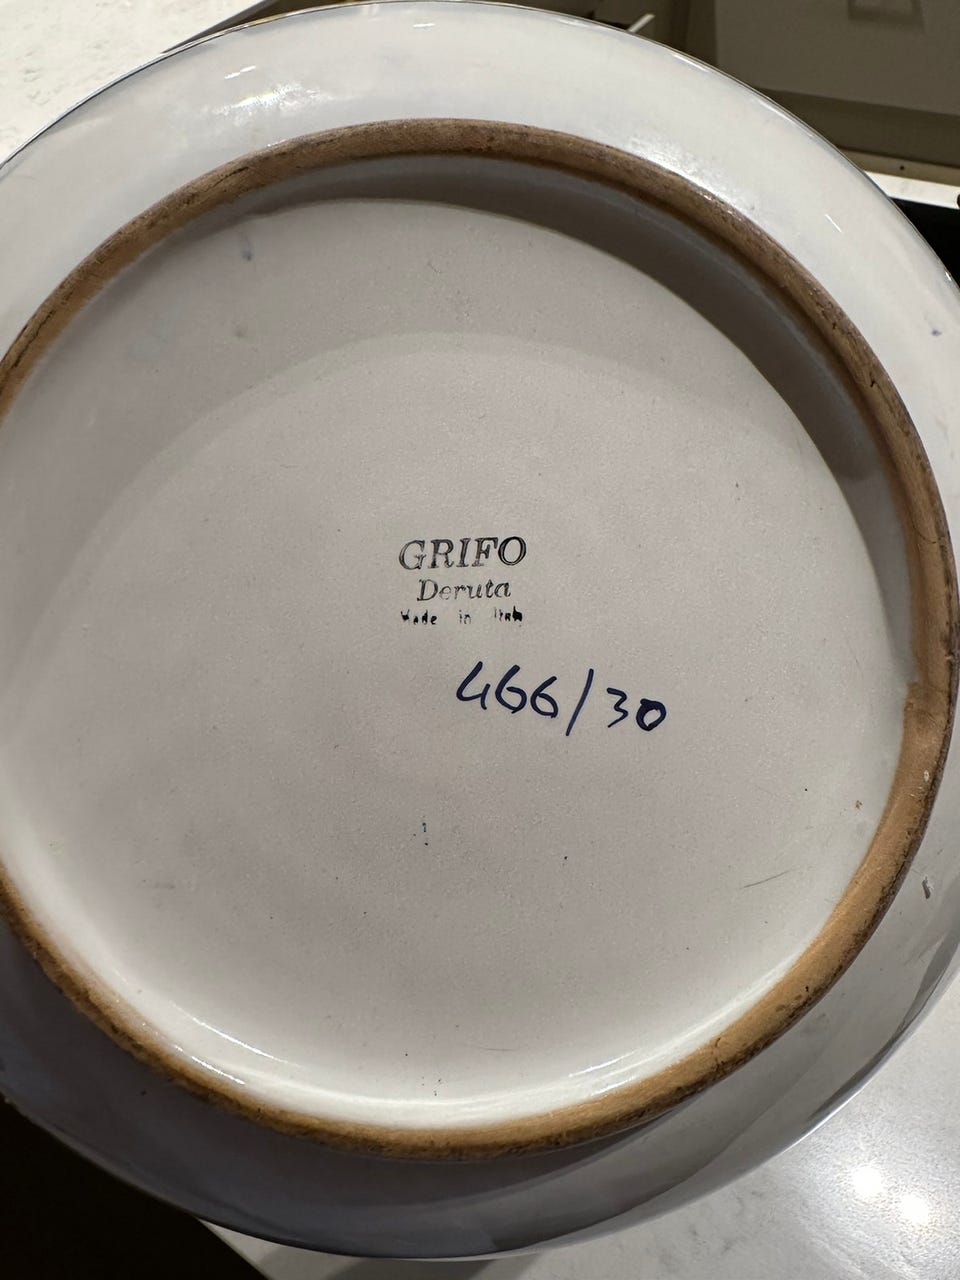 GRIFO
Deruta
Made in Italy
466/30